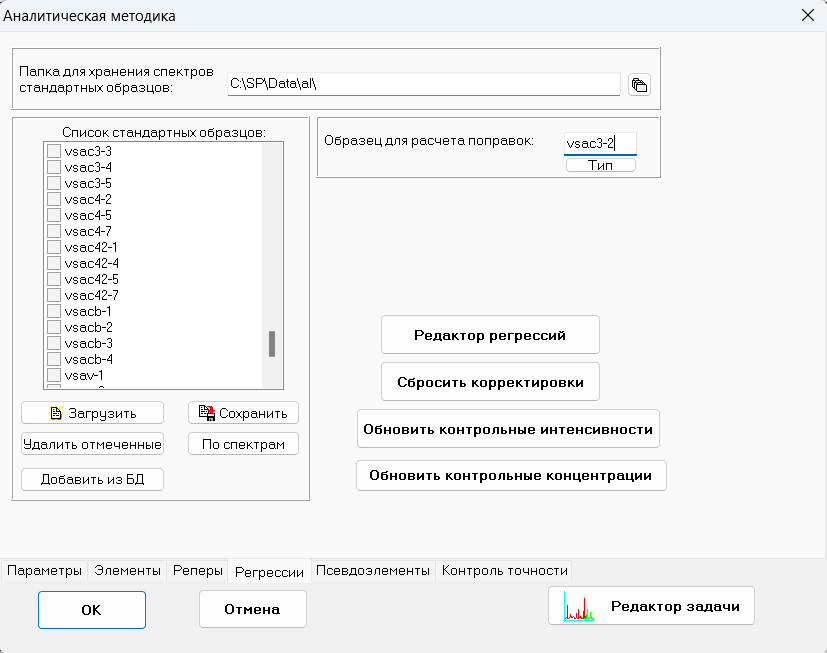 Аналитическая методика
Папка для хранения спектров
стандартных образцов:
C:\SP\Data\al\
Список стандартных образцов:
vsac3-3
vsac3-4
vsac3-5
vsac4-2
vsac4-5
vsac4-7
vsac42-1
vsac42-4
vsac42-5
vsac42-7
vsacb-1
vsacb-2
vsacb-3
vsacb-4
vsav-1
Загрузить
Сохранить
Удалить отмеченные
По спектрам
Добавить из БД
Образец для расчета поправок:
vsac3-2
Тип
Редактор регрессий
Сбросить корректировки
Обновить контрольные интенсивности
Обновить контрольные концентрации
Параметры
Элементы
Реперы
Регрессии
Псевдоэлементы
Контроль точности
OK
Отмена
Редактор задачи